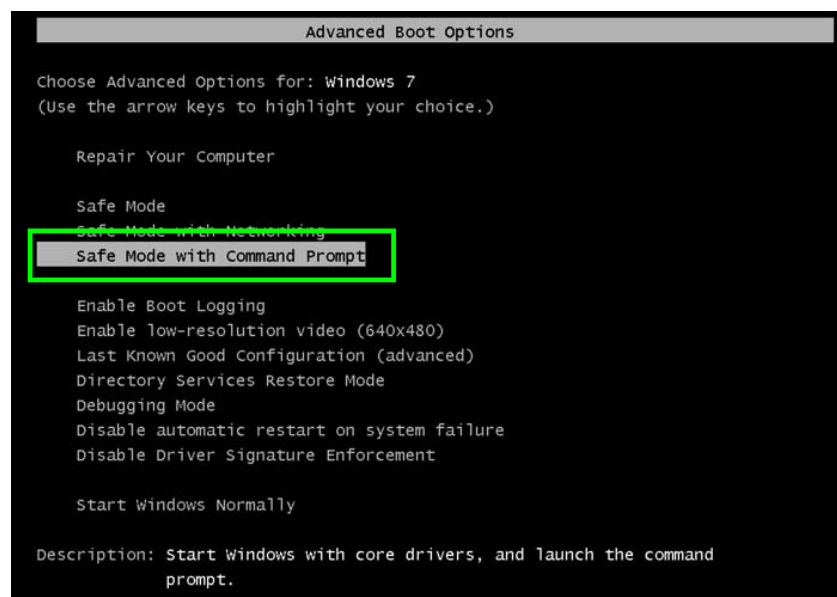 Advanced Boot Options
Choose Advanced Options for: Windows 7
(Use the arrow keys to highlight your choice.)
Repair Your Computer
Safe Mode
Safe Mode with Networking
Safe Mode with Command Prompt
Enable Boot Logging
Enable low-resolution video (640x480)
Last Known Good Configuration (advanced)
Directory Services Restore Mode
Debugging Mode
Disable automatic restart on system failure
Disable Driver Signature Enforcement
Start Windows Normally
Description: Start Windows with core drivers, and launch the command
prompt.